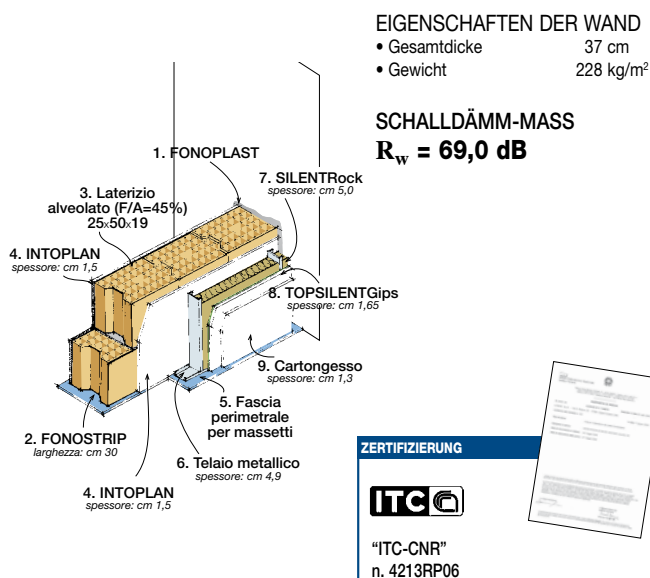 EIGENSCHAFTEN DER WAND
• Gesamtdicke 37 cm
• Gewicht 228 kg/m²
SCHALLDÄMM-MASS
Rw = 69,0 dB
1. FONOPLAST
7. SILENTRock
spessore: cm 5,0
3. Laterizio
alveolato (F/A=45%)
25x50x19
4. INTOPLAN
spessore: cm 1,5
8. TOPSILENTGips
spessore: cm 1,65
9. Cartongesso
spessore: cm 1,3
5. Fascia
perimetrale
per massetti
2. FONOSTRIP
larghezza: cm 30
6. Telaio metallico
spessore: cm 4,9
4. INTOPLAN
spessore: cm 1,5
ZERTIFIZIERUNG
ITC
“ITC-CNR”
n. 4213RP06